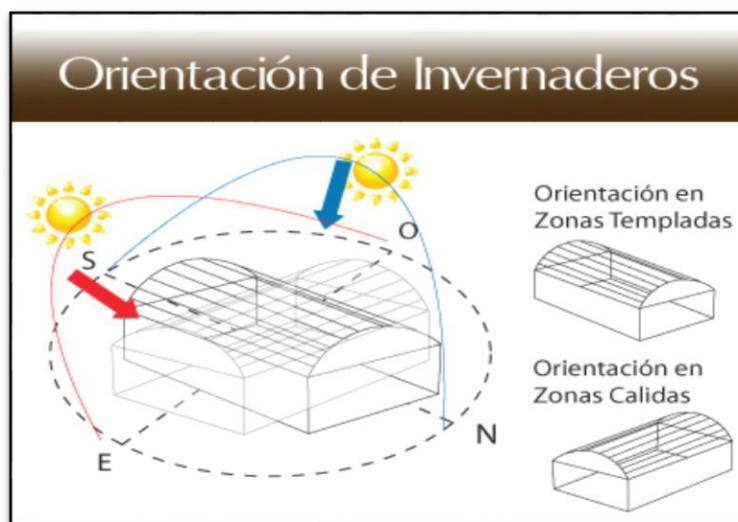 Orientación de Invernaderos
S
O
E
N
Orientación en
Zonas Templadas
Orientación en
Zonas Calidas